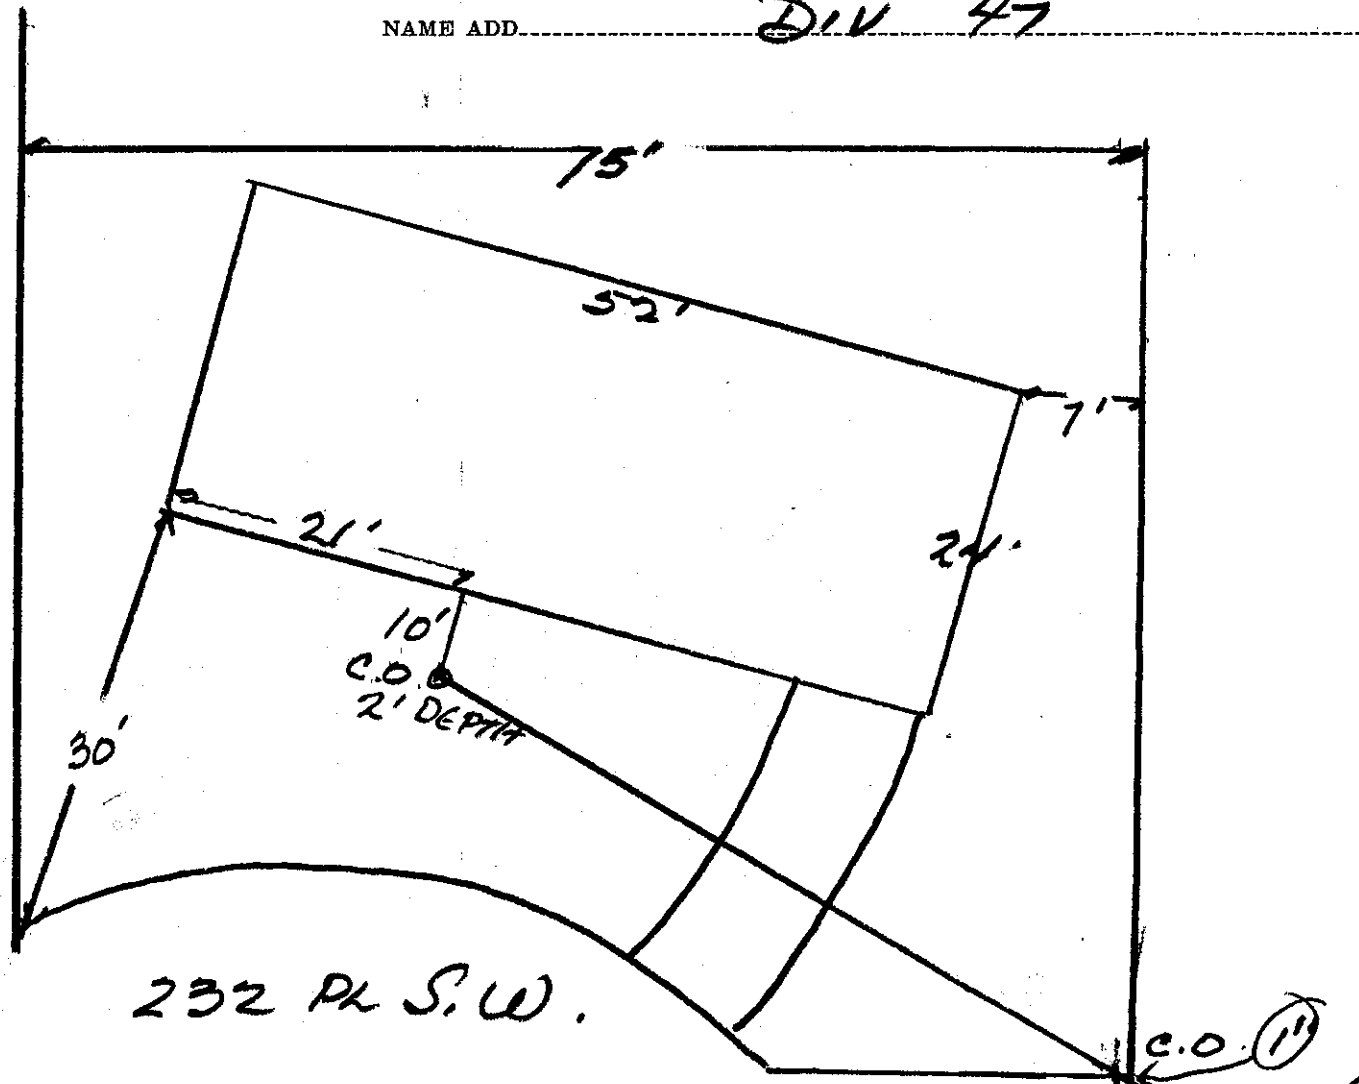 NAME ADD Div 47
75'
52'
7'
21'
24'
10'
C.O.
2' DEPTH
30'
232 PL S.W.
C.O. 1"